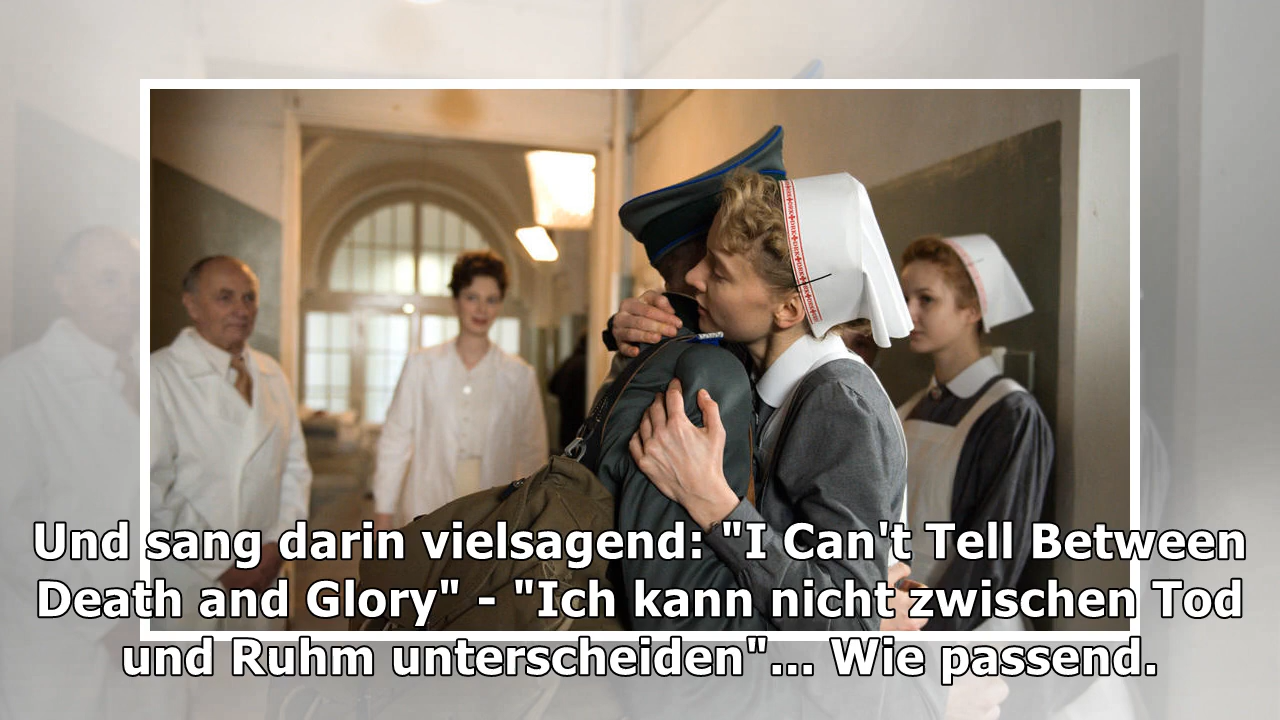 Und sang darin vielsagend: "I Can't Tell Between
Death and Glory" - "Ich kann nicht zwischen Tod
und Ruhm unterscheiden"... Wie passend.